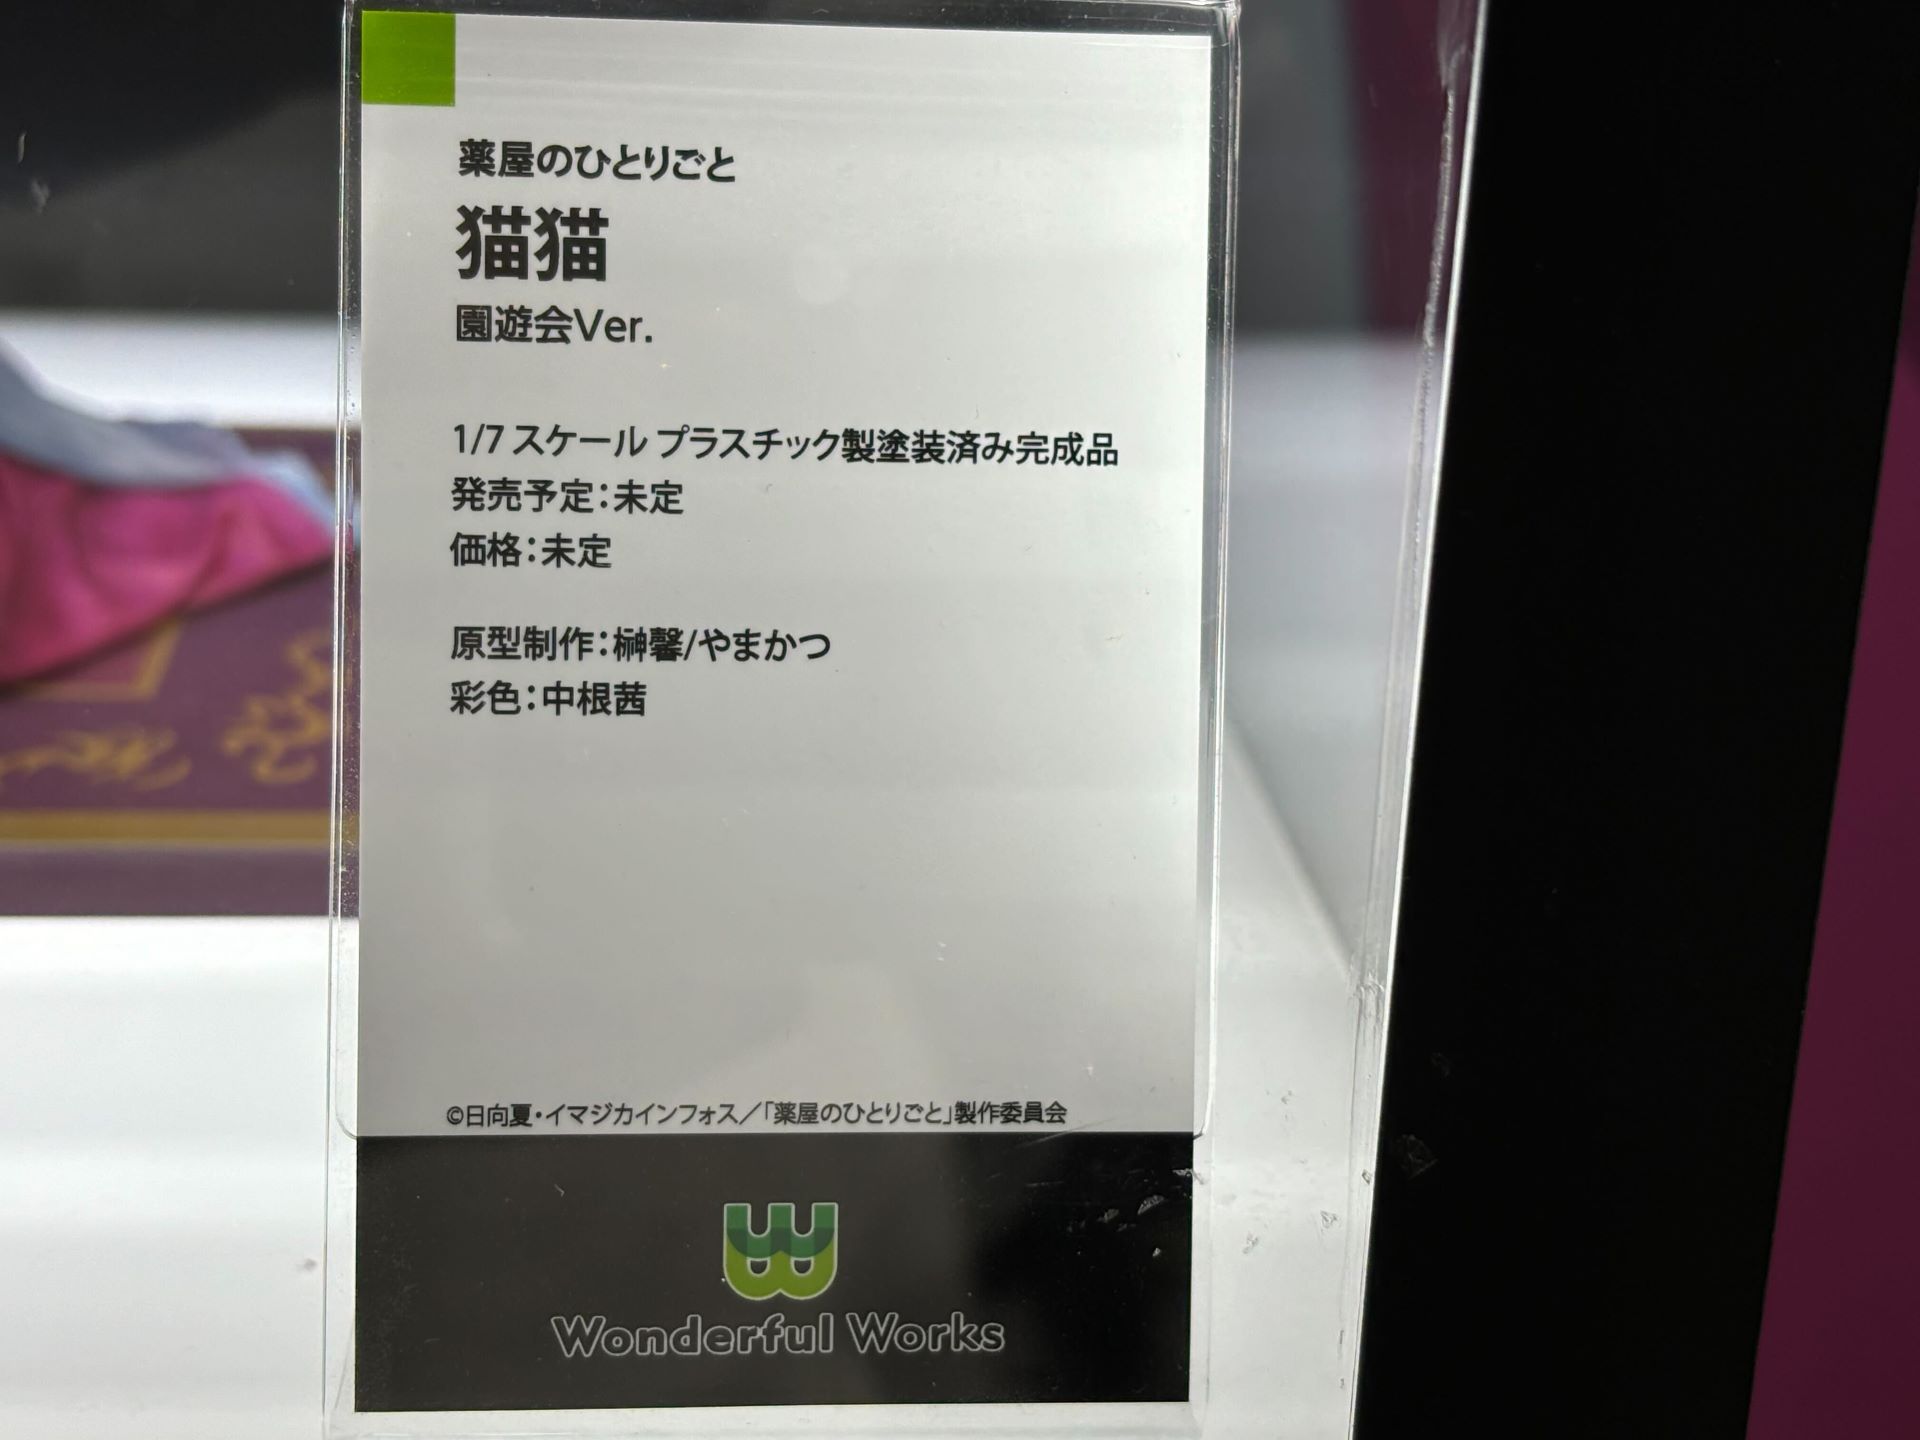 薬屋のひとりごと
猫猫
園遊会Ver.
1/7 スケール プラスチック製塗装済み完成品
発売予定：未定
価格：未定
原型制作：榊馨/やまかつ
彩色：中根茜
©日向夏・イマジカインフォス／「薬屋のひとりごと」製作委員会
Wonderful Works